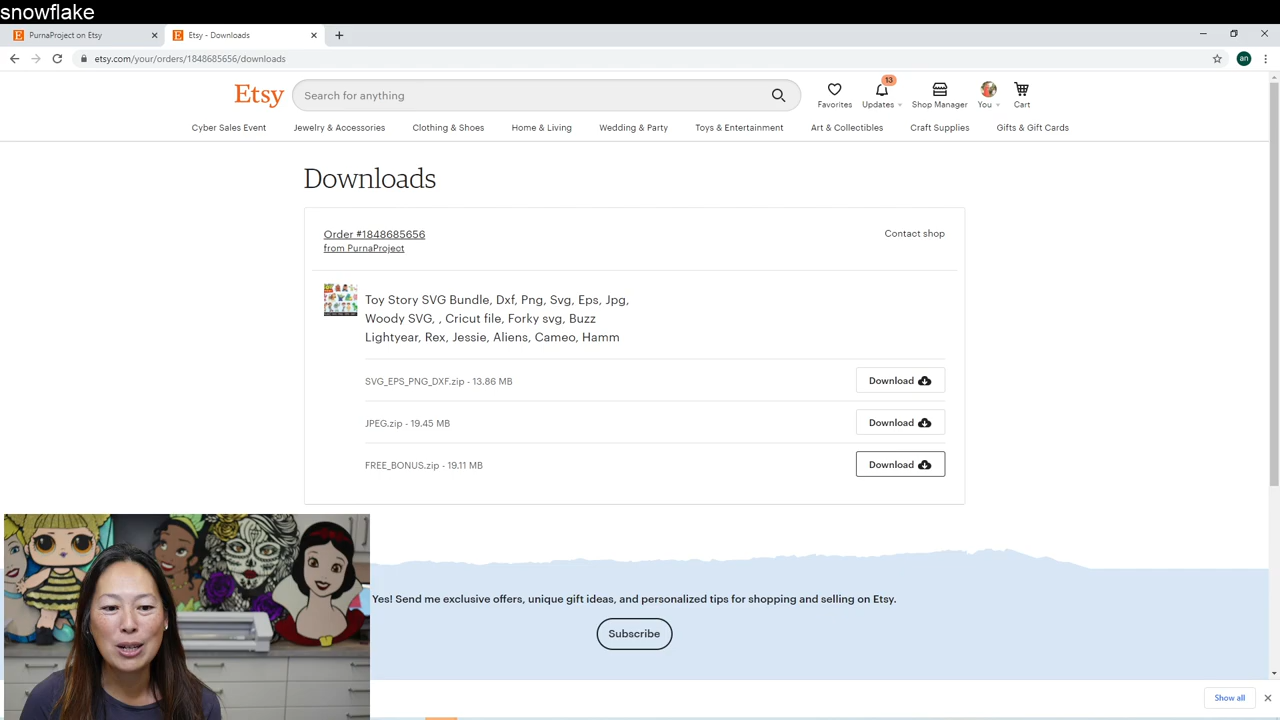 snowflake
PurnaProject on Etsy
Etsy - Downloads
etsy.com/your/orders/1848685656/downloads
an
Etsy
Search for anything
13
Favorites
Updates
Shop Manager
You
Cart
Cyber Sales Event
Jewelry & Accessories
Clothing & Shoes
Home & Living
Wedding & Party
Toys & Entertainment
Art & Collectibles
Craft Supplies
Gifts & Gift Cards
Downloads
Order #1848685656
from PurnaProject
Contact shop
Toy Story SVG Bundle, Dxf, Png, Svg, Eps, Jpg,
Woody SVG, , Cricut file, Forky svg, Buzz
Lightyear, Rex, Jessie, Aliens, Cameo, Hamm
SVG_EPS_PNG_DXF.zip - 13.86 MB
Download
JPEG.zip - 19.45 MB
Download
FREE_BONUS.zip - 19.11 MB
Download
Yes! Send me exclusive offers, unique gift ideas, and personalized tips for shopping and selling on Etsy.
Subscribe
Show all